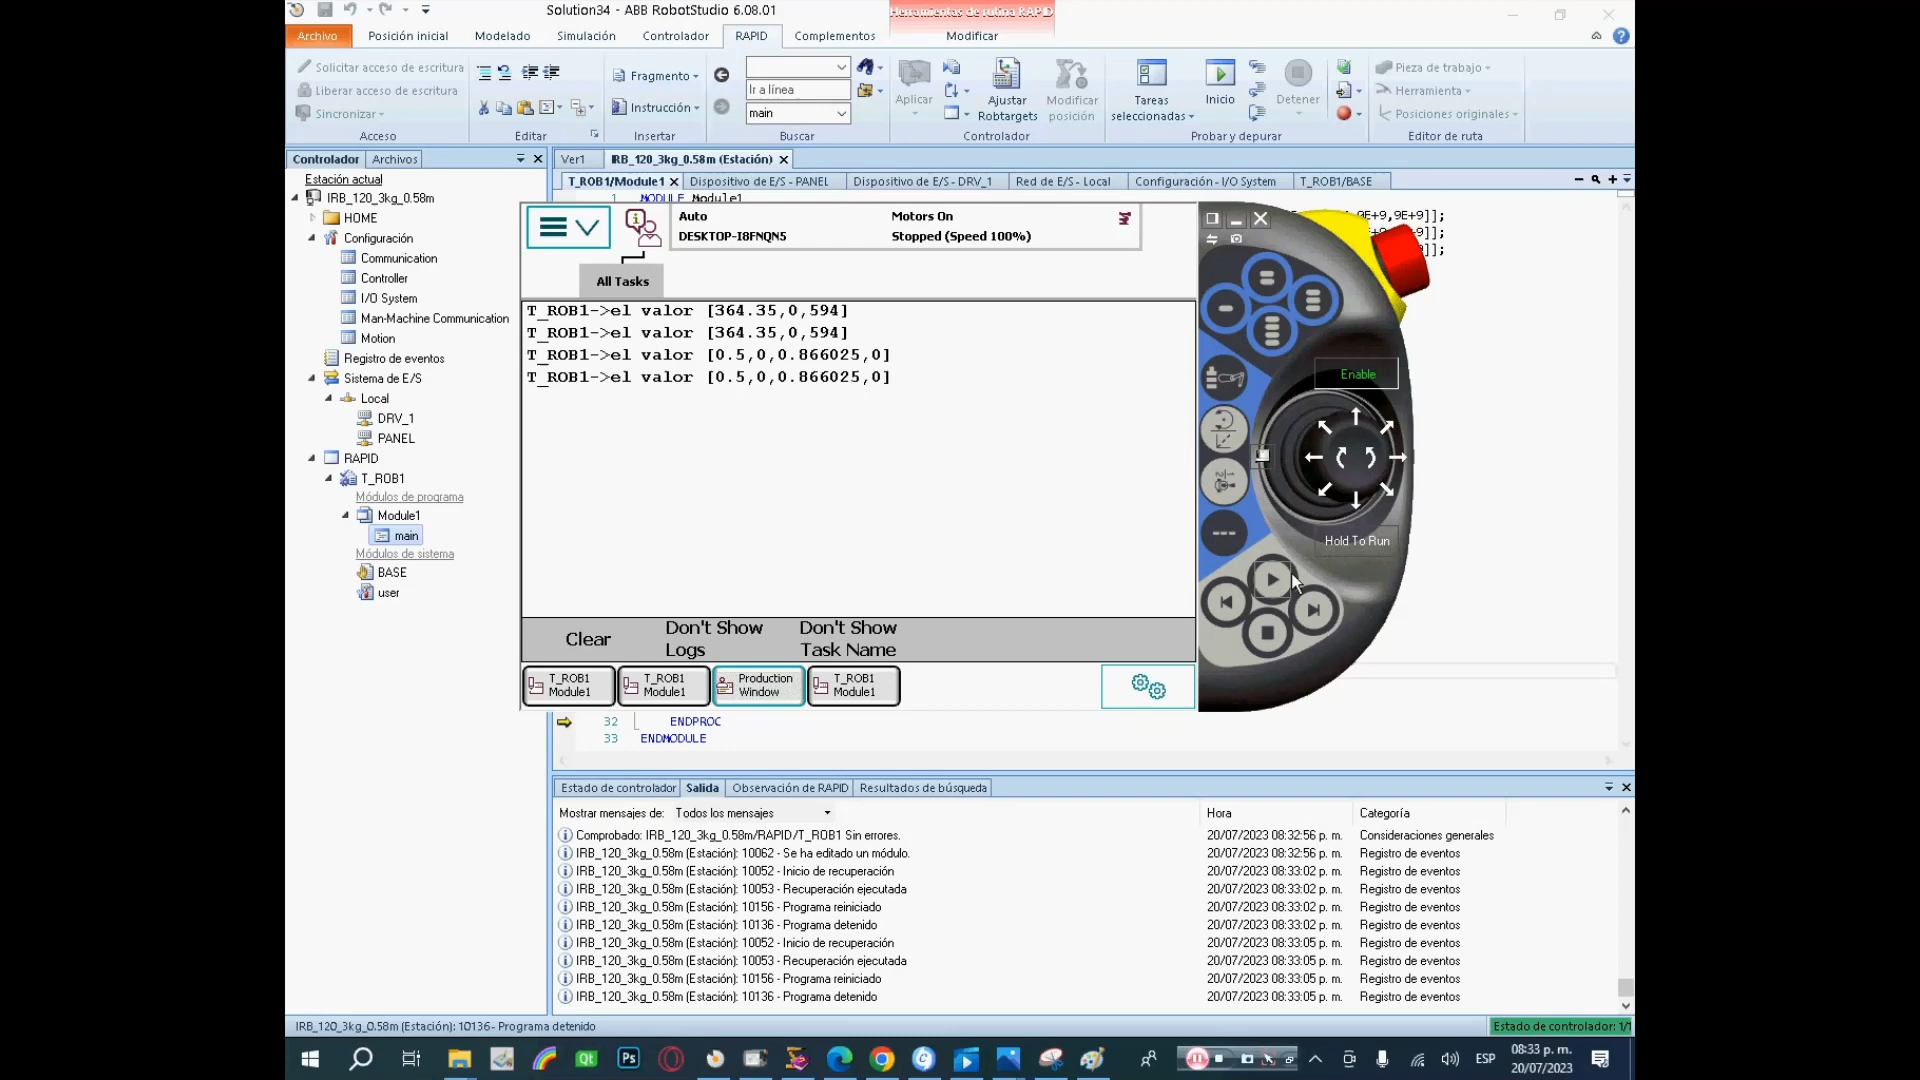 Solution34 - ABB RobotStudio 6.08.01
Herramientas de rutina RAPID
Archivo
Posición inicial
Modelado
Simulación
Controlador
RAPID
Complementos
Modificar
Solicitar acceso de escritura
Liberar acceso de escritura
Sincronizar
Acceso
Editar
Fragmento
Instrucción
Insertar
Ir a línea
main
Buscar
Aplicar
Ajustar
Robtargets
Modificar
posición
Controlador
Tareas
seleccionadas
Inicio
Detener
Probar y depurar
Pieza de trabajo
Herramienta
Posiciones originales
Editor de ruta
Controlador
Archivos
Ver1
IRB_120_3kg_0.58m (Estación)
T_ROB1/Module1
Dispositivo de E/S - PANEL
Dispositivo de E/S - DRV_1
Red de E/S - Local
Configuración - I/O System
T_ROB1/BASE
Estación actual
IRB_120_3kg_0.58m
HOME
Configuración
Communication
Controller
I/O System
Man-Machine Communication
Motion
Registro de eventos
Sistema de E/S
Local
DRV_1
PANEL
RAPID
T_ROB1
Módulos de programa
Module1
main
Módulos de sistema
BASE
user
1 MODULE Module1
9E+9,9E+9]];
+9]];
+9]];
Auto
DESKTOP-I8FNQN5
Motors On
Stopped (Speed 100%)
All Tasks
T_ROB1->el valor [364.35,0,594]
T_ROB1->el valor [364.35,0,594]
T_ROB1->el valor [0.5,0,0.866025,0]
T_ROB1->el valor [0.5,0,0.866025,0]
Clear
Don't Show
Logs
Don't Show
Task Name
T_ROB1
Module1
T_ROB1
Module1
Production
Window
T_ROB1
Module1
Enable
Hold To Run
32 ENDPROC
33 ENDMODULE
Estado de controlador
Salida
Observación de RAPID
Resultados de búsqueda
Mostrar mensajes de: Todos los mensajes
Hora
Categoría
Comprobado: IRB_120_3kg_0.58m/RAPID/T_ROB1 Sin errores. 20/07/2023 08:32:56 p. m. Consideraciones generales
IRB_120_3kg_0.58m (Estación): 10062 - Se ha editado un módulo. 20/07/2023 08:32:56 p. m. Registro de eventos
IRB_120_3kg_0.58m (Estación): 10052 - Inicio de recuperación 20/07/2023 08:33:02 p. m. Registro de eventos
IRB_120_3kg_0.58m (Estación): 10053 - Recuperación ejecutada 20/07/2023 08:33:02 p. m. Registro de eventos
IRB_120_3kg_0.58m (Estación): 10156 - Programa reiniciado 20/07/2023 08:33:02 p. m. Registro de eventos
IRB_120_3kg_0.58m (Estación): 10136 - Programa detenido 20/07/2023 08:33:02 p. m. Registro de eventos
IRB_120_3kg_0.58m (Estación): 10052 - Inicio de recuperación 20/07/2023 08:33:05 p. m. Registro de eventos
IRB_120_3kg_0.58m (Estación): 10053 - Recuperación ejecutada 20/07/2023 08:33:05 p. m. Registro de eventos
IRB_120_3kg_0.58m (Estación): 10156 - Programa reiniciado 20/07/2023 08:33:05 p. m. Registro de eventos
IRB_120_3kg_0.58m (Estación): 10136 - Programa detenido 20/07/2023 08:33:05 p. m. Registro de eventos
IRB_120_3kg_0.58m (Estación): 10136 - Programa detenido
Estado de controlador: 1/1
Qt
Ps
ESP
08:33 p. m.
20/07/2023